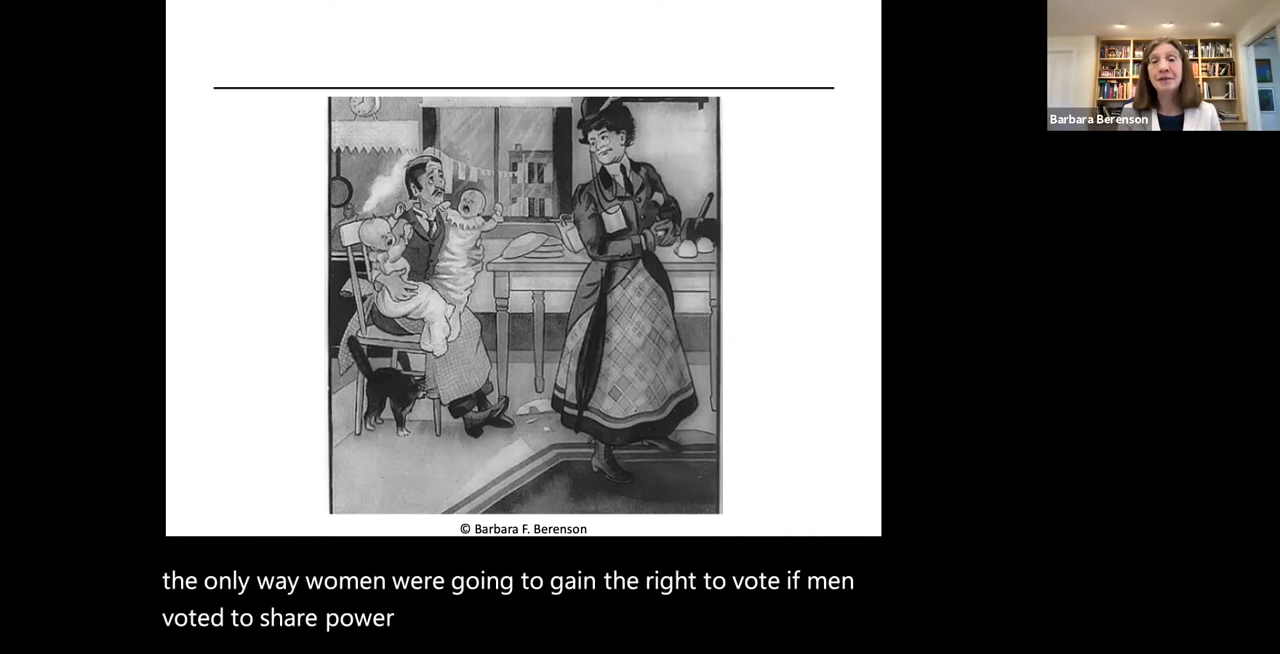 Barbara Berenson
© Barbara F. Berenson
the only way women were going to gain the right to vote if men
voted to share power